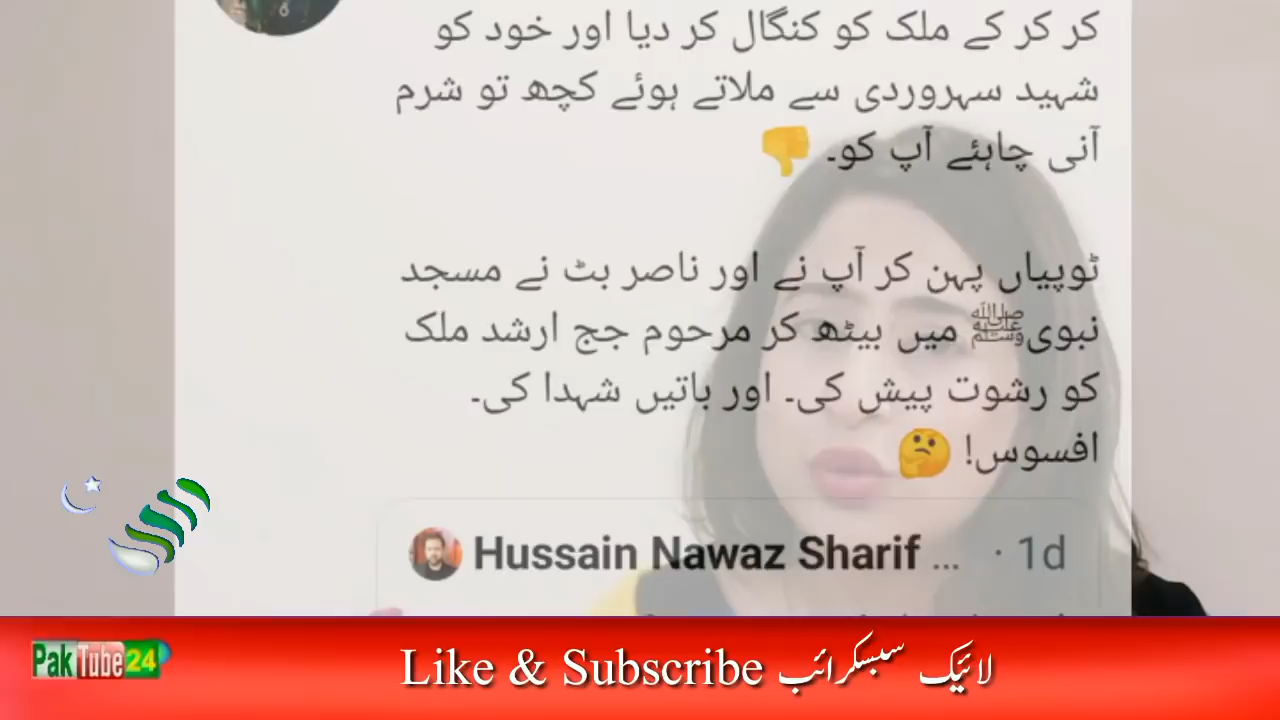 کر کر کے ملک کو کنگال کر دیا اور خود کو
شہید سہروردی سے ملاتے ہوئے کچھ تو شرم
آنی چاہئے آپ کو۔ 👎
ٹوپیاں پہن کر آپ نے اور ناصر بٹ نے مسجد
نبویﷺ میں بیٹھ کر مرحوم جج ارشد ملک
کو رشوت پیش کی۔ اور باتیں شہدا کی۔
افسوس! 🤔
Hussain Nawaz Sharif ... · 1d
PakTube24
Like & Subscribe لائیک سبسکرائب